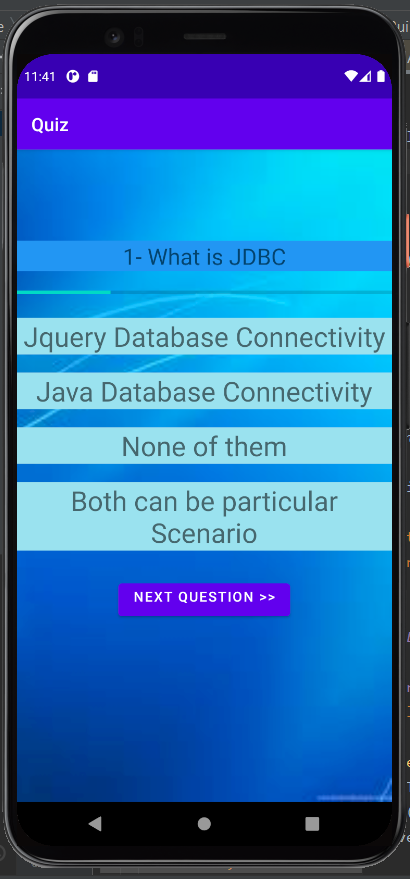 11:41
Quiz
1- What is JDBC
Jquery Database Connectivity
Java Database Connectivity
None of them
Both can be particular
Scenario
NEXT QUESTION >>